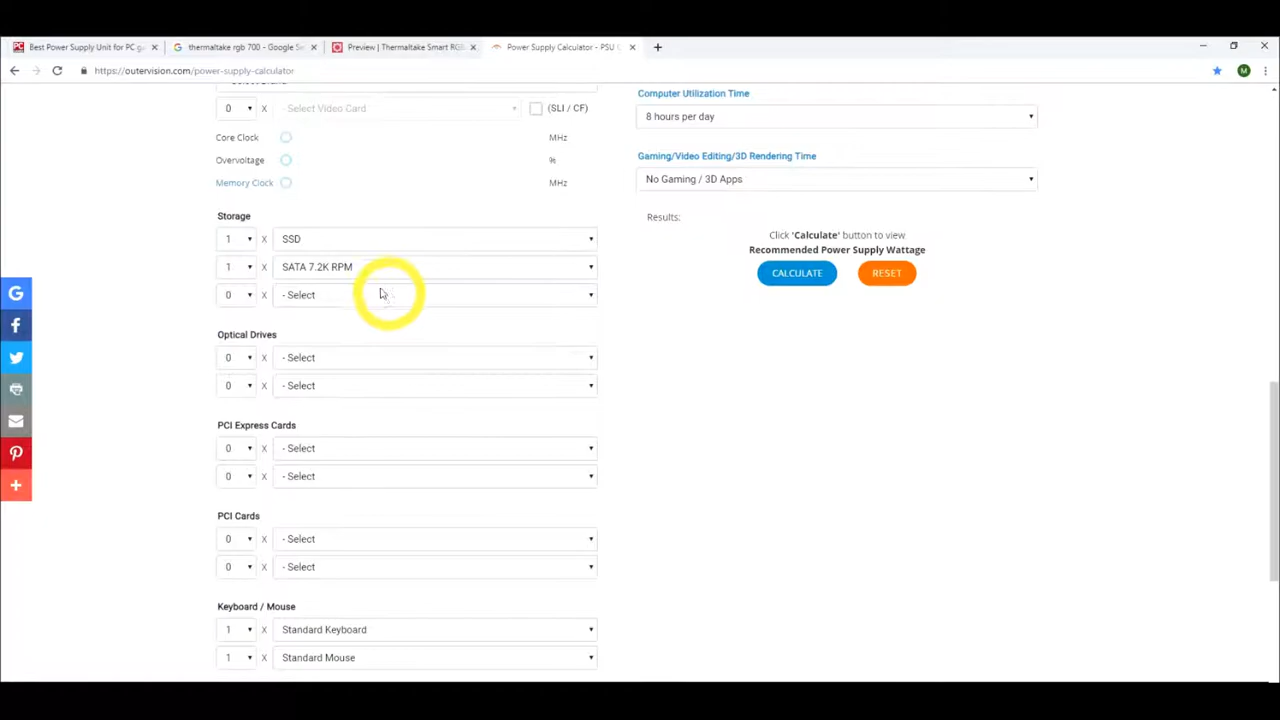 Best Power Supply Unit for PC ga
thermaltake rgb 700 - Google Se
Preview | Thermaltake Smart RGB
Power Supply Calculator - PSU
https://outervision.com/power-supply-calculator
M
0 X - Select Video Card (SLI / CF)
Core Clock MHz
Overvoltage %
Memory Clock MHz
Storage
1 X SSD
1 X SATA 7.2K RPM
0 X - Select
Optical Drives
0 X - Select
0 X - Select
PCI Express Cards
0 X - Select
0 X - Select
PCI Cards
0 X - Select
0 X - Select
Keyboard / Mouse
1 X Standard Keyboard
1 X Standard Mouse
Computer Utilization Time
8 hours per day
Gaming/Video Editing/3D Rendering Time
No Gaming / 3D Apps
Results:
Click 'Calculate' button to view
Recommended Power Supply Wattage
CALCULATE RESET